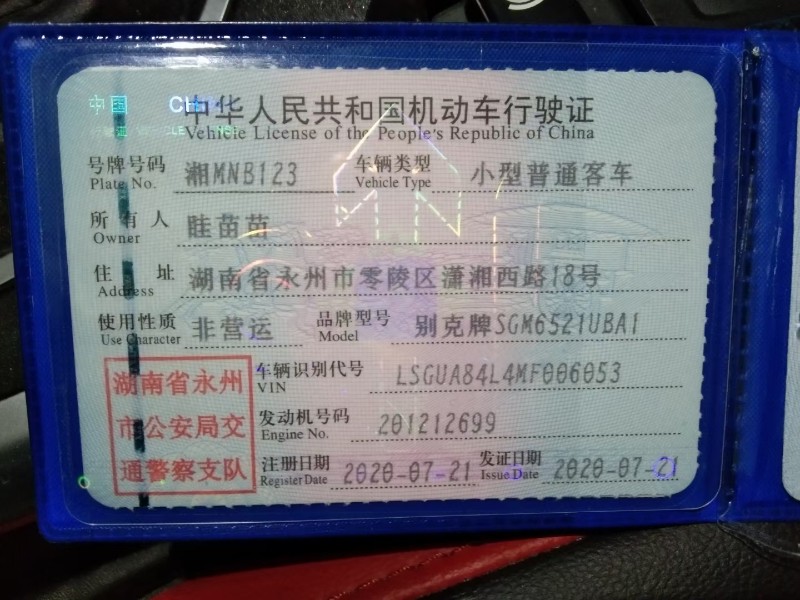 中国 CHINA
中华人民共和国机动车行驶证
Vehicle License of the People's Republic of China
号牌号码 湘MNB123 车辆类型 小型普通客车
Plate No. Vehicle Type
所有人 眭苗苗
Owner
住址 湖南省永州市零陵区潇湘西路18号
Address
使用性质 非营运 品牌型号 别克牌SGM6521UBA1
Use Character Model
车辆识别代号 LSGUA84L4MF006053
VIN
发动机号码 201212699
Engine No.
注册日期 2020-07-21 发证日期 2020-07-21
Register Date Issue Date
湖南省永州
市公安局交
通警察支队